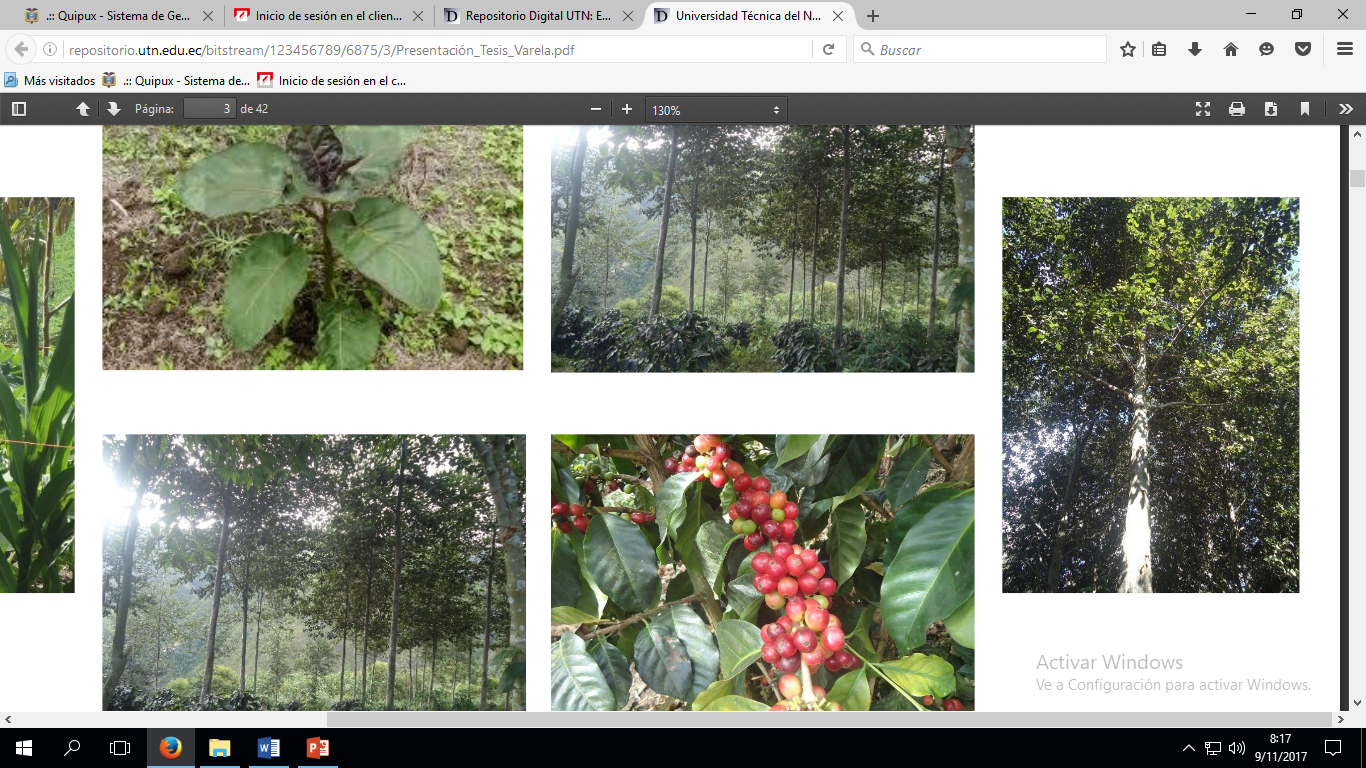 .:: Quipux - Sistema de Ge...
Inicio de sesión en el clien...
Repositorio Digital UTN: E...
Universidad Técnica del N...
repositorio.utn.edu.ec/bitstream/123456789/6875/3/Presentación_Tesis_Varela.pdf
Buscar
Más visitados
.:: Quipux - Sistema de...
Inicio de sesión en el c...
Página: 3 de 42
130%
Activar Windows
Ve a Configuración para activar Windows.
8:17
9/11/2017